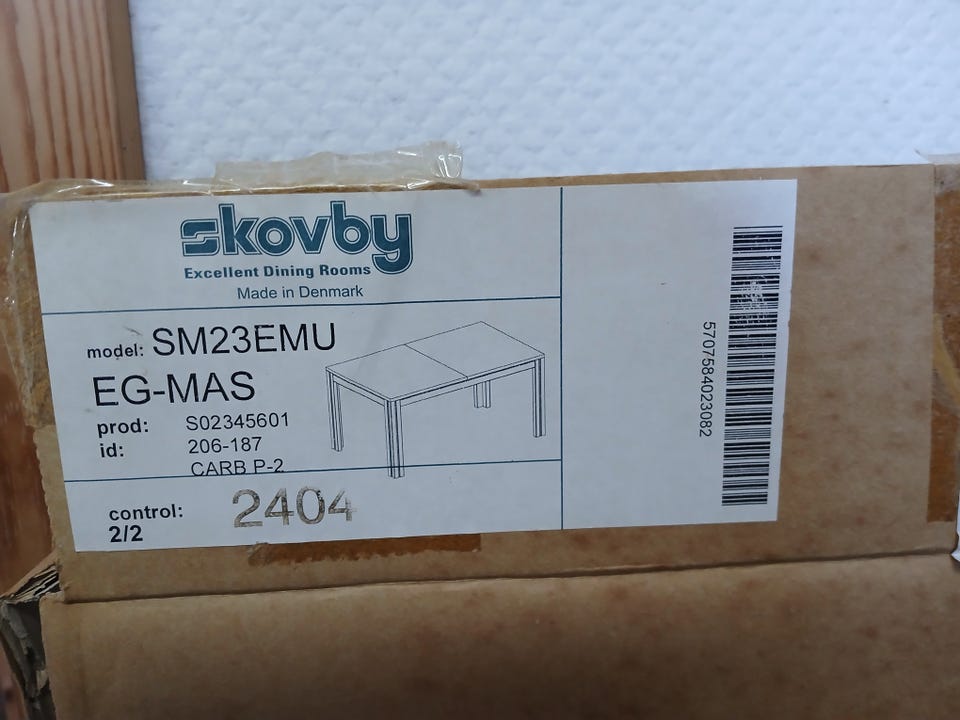 skovby
Excellent Dining Rooms
Made in Denmark
model: SM23EMU
EG-MAS
prod: S02345601
id: 206-187
CARB P-2
control: 2404
2/2
5707584023082